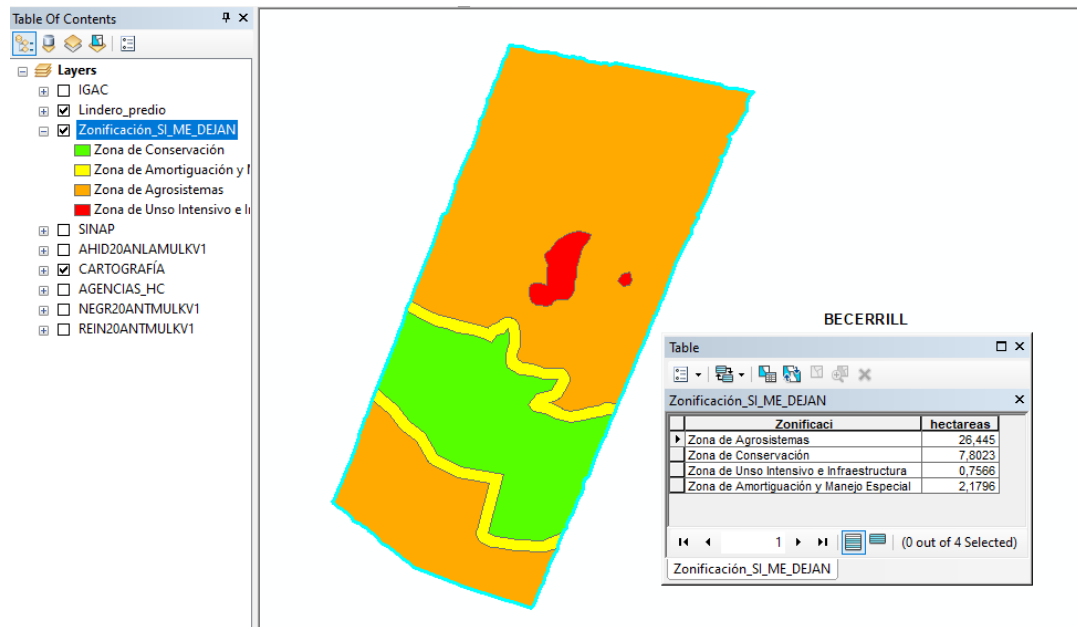 Table Of Contents
Layers
IGAC
Lindero_predio
Zonificación_SI_ME_DEJAN
Zona de Conservación
Zona de Amortiguación y
Zona de Agrosistemas
Zona de Unso Intensivo e
SINAP
AHID20ANLAMULKV1
CARTOGRAFÍA
AGENCIAS_HC
NEGR20ANTMULKV1
REIN20ANTMULKV1
BECERRILL
Table
Zonificación_SI_ME_DEJAN
Zonificaci hectareas
Zona de Agrosistemas 26,445
Zona de Conservación 7,8023
Zona de Unso Intensivo e Infraestructura 0,7566
Zona de Amortiguación y Manejo Especial 2,1796
1 (0 out of 4 Selected)
Zonificación_SI_ME_DEJAN